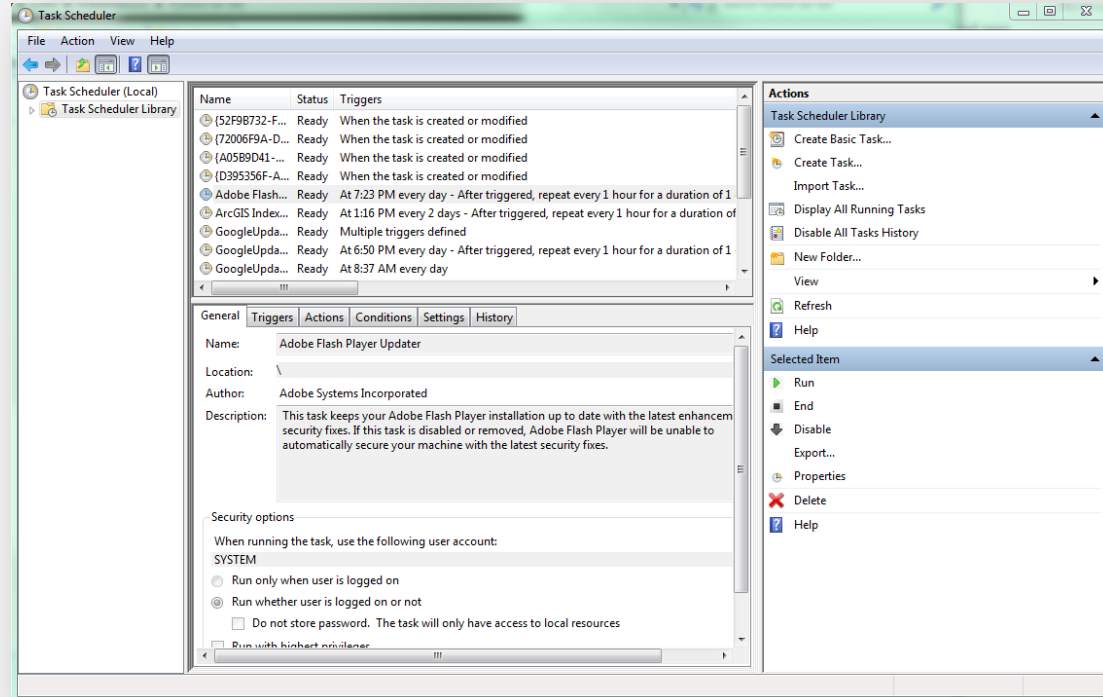 Task Scheduler
File Action View Help
Task Scheduler (Local)
Task Scheduler Library
Name Status Triggers
{52F9B732-F... Ready When the task is created or modified
{72006F9A-D... Ready When the task is created or modified
{A05B9D41-... Ready When the task is created or modified
{D395356F-A... Ready When the task is created or modified
Adobe Flash... Ready At 7:23 PM every day - After triggered, repeat every 1 hour for a duration of 1
ArcGIS Index... Ready At 1:16 PM every 2 days - After triggered, repeat every 1 hour for a duration of
GoogleUpda... Ready Multiple triggers defined
GoogleUpda... Ready At 6:50 PM every day - After triggered, repeat every 1 hour for a duration of 1
GoogleUpda... Ready At 8:37 AM every day
General Triggers Actions Conditions Settings History
Name: Adobe Flash Player Updater
Location: \
Author: Adobe Systems Incorporated
Description: This task keeps your Adobe Flash Player installation up to date with the latest enhancem
security fixes. If this task is disabled or removed, Adobe Flash Player will be unable to
automatically secure your machine with the latest security fixes.
Security options
When running the task, use the following user account:
SYSTEM
Run only when user is logged on
Run whether user is logged on or not
Do not store password. The task will only have access to local resources
Run with highest privileges
Actions
Task Scheduler Library
Create Basic Task...
Create Task...
Import Task...
Display All Running Tasks
Disable All Tasks History
New Folder...
View
Refresh
Help
Selected Item
Run
End
Disable
Export...
Properties
Delete
Help